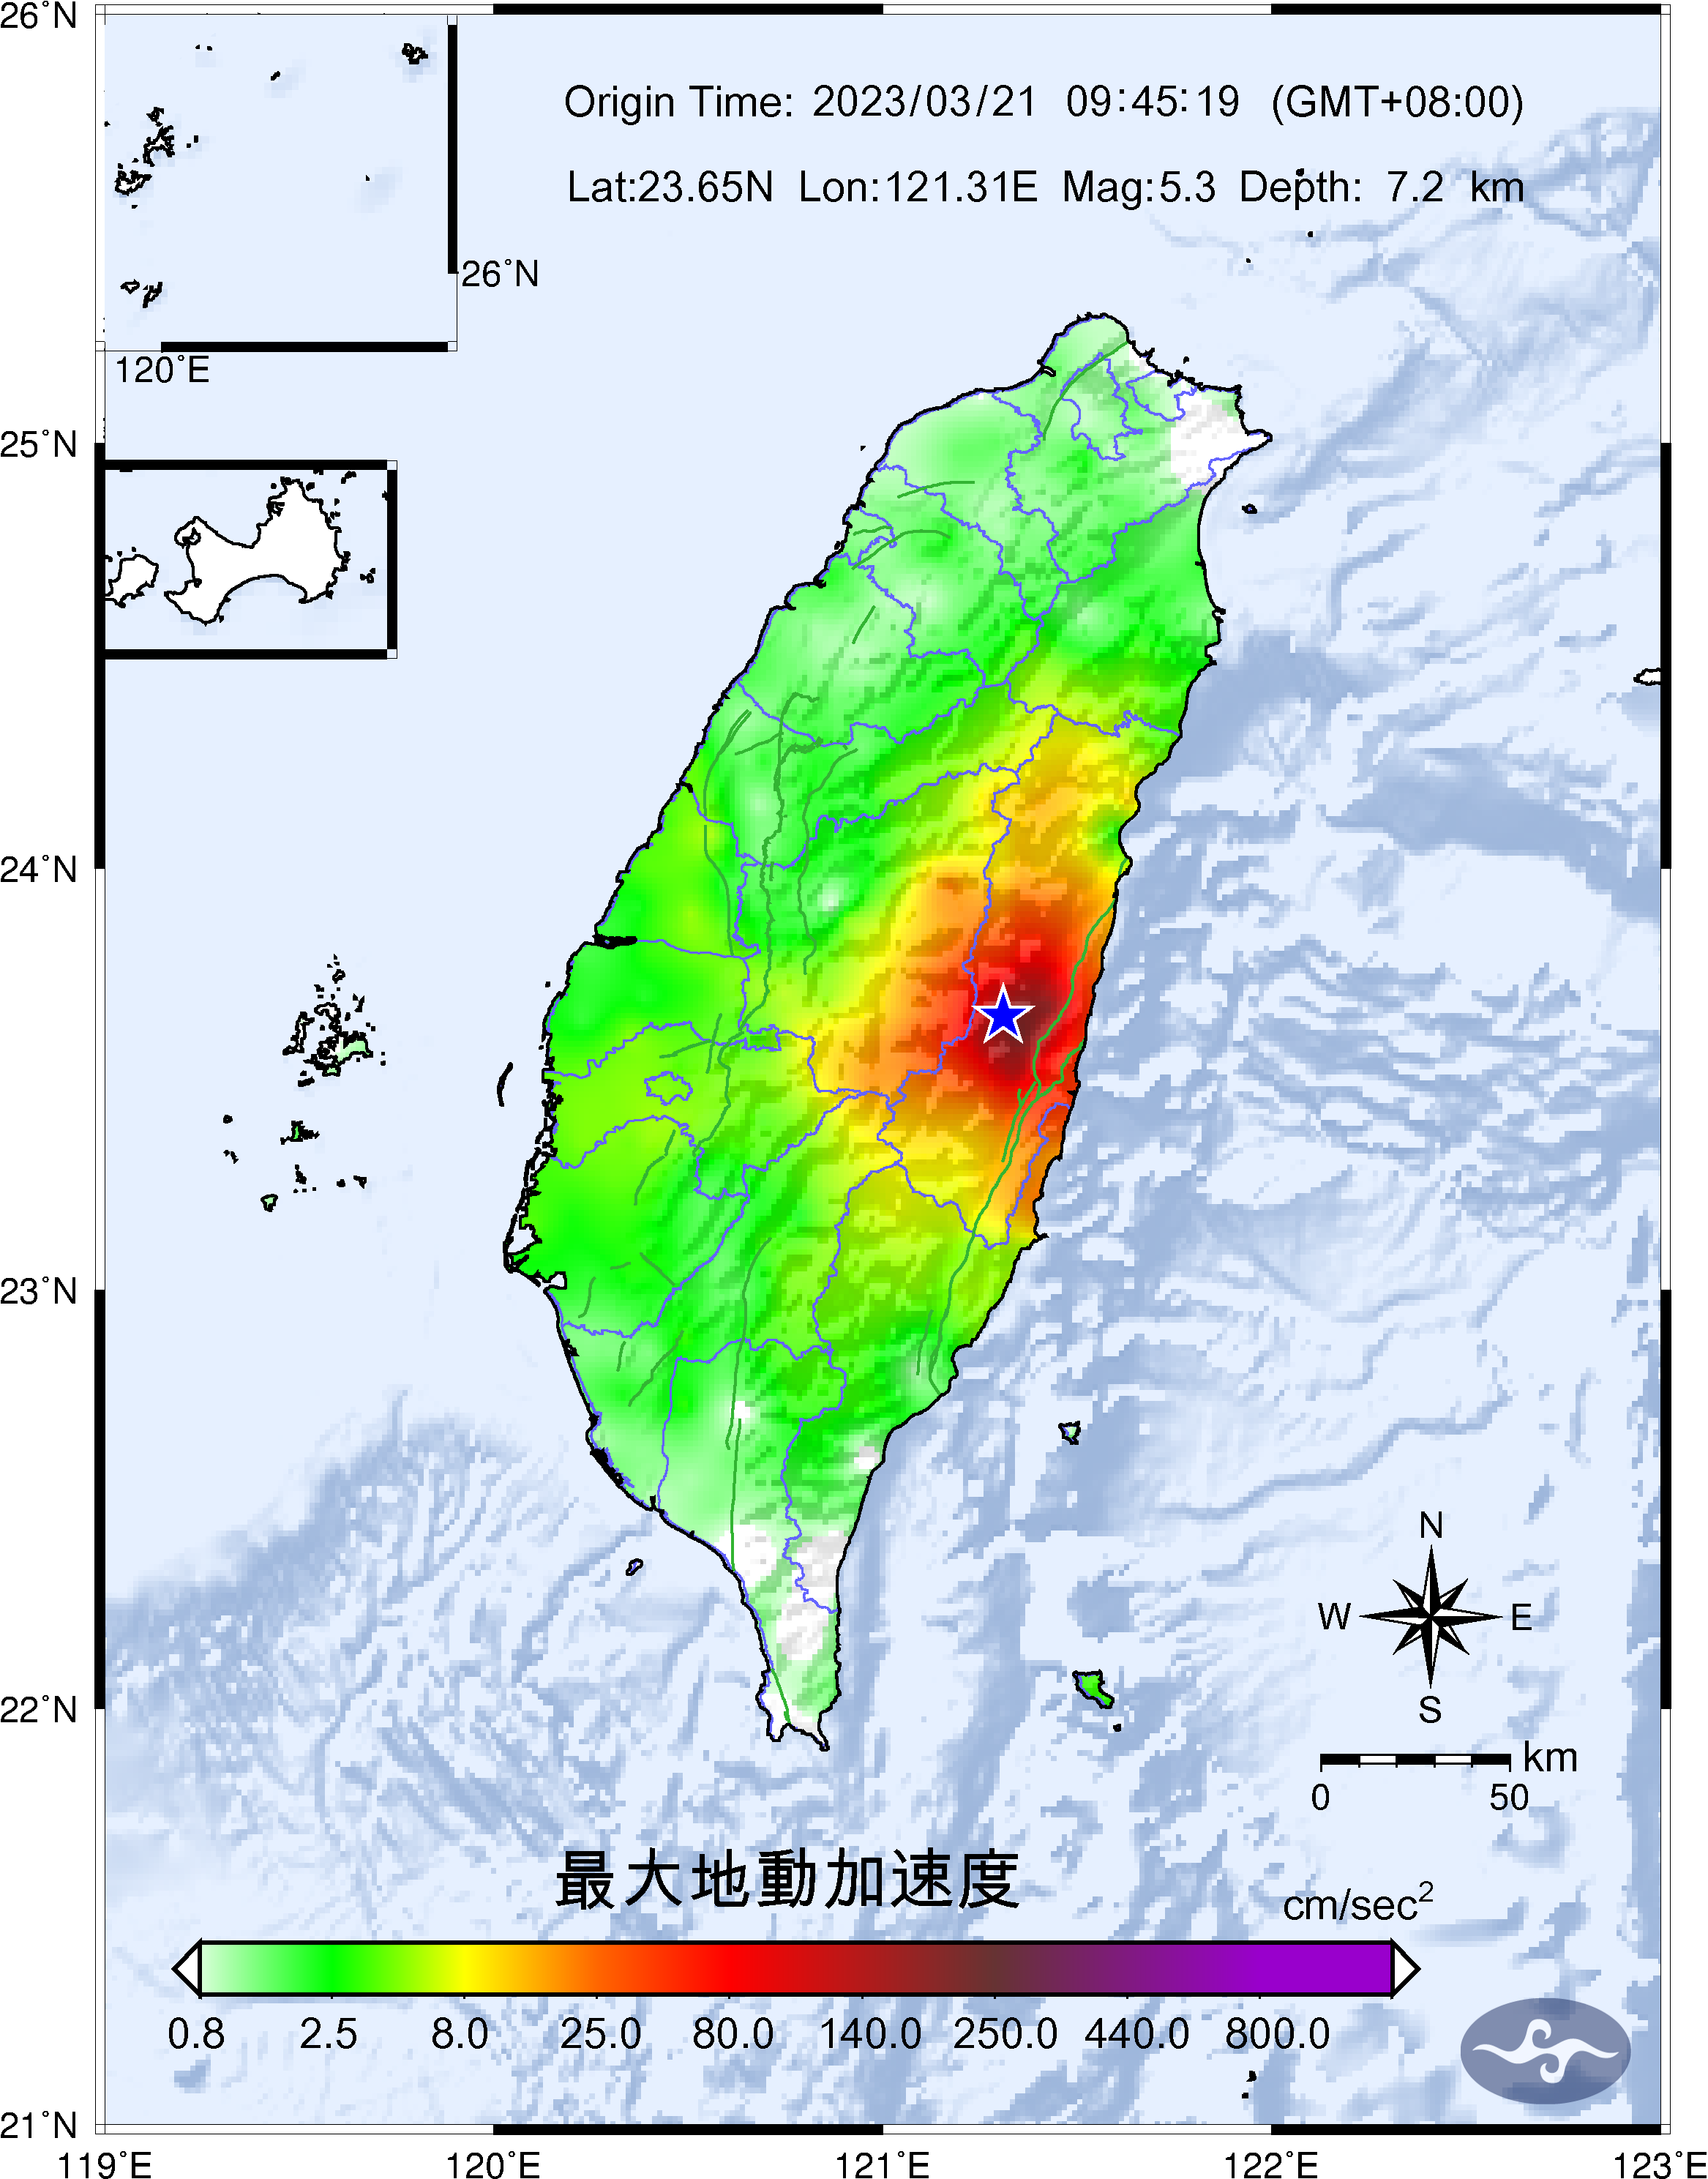 26°N
Origin Time: 2023/03/21 09:45:19 (GMT+08:00)
Lat:23.65N Lon:121.31E Mag:5.3 Depth: 7.2 km
26°N
120°E
25°N
24°N
23°N
N
W E
S
22°N
km
0 50
最大地動加速度
cm/sec²
0.8 2.5 8.0 25.0 80.0 140.0 250.0 440.0 800.0
21°N
119°E 120°E 121°E 122°E 123°E